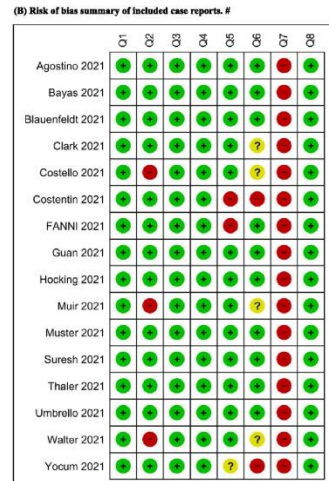 (B) Risk of bias summary of included case reports. #
Q1 Q2 Q3 Q4 Q5 Q6 Q7 Q8
Agostino 2021 + + + + + + - +
Bayas 2021 + + + + + + - +
Blauenfeldt 2021 + + + + + + - +
Clark 2021 + + + + + ? - +
Costello 2021 + - + + + ? - +
Costentin 2021 + + + + - - - +
FANNI 2021 + + + + - + - +
Guan 2021 + + + + + + - +
Hocking 2021 + + + + + + - +
Muir 2021 + - + + + ? - +
Muster 2021 + + + + + + - +
Suresh 2021 + + + + + + - +
Thaler 2021 + + + + + + - +
Umbrello 2021 + + + + + + - +
Walter 2021 + - + + + ? - +
Yocum 2021 + + + + ? - - +